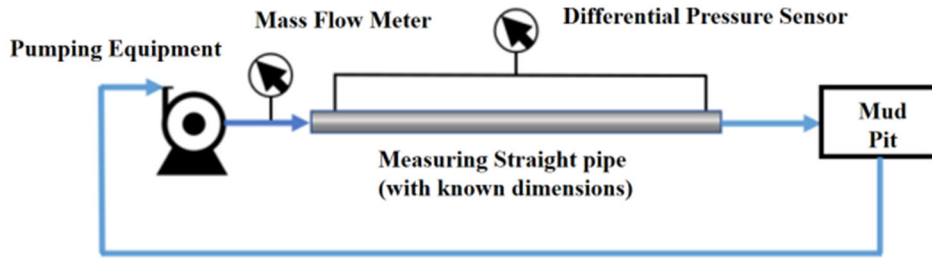 Mass Flow Meter
Differential Pressure Sensor
Pumping Equipment
Mud
Pit
Measuring Straight pipe
(with known dimensions)